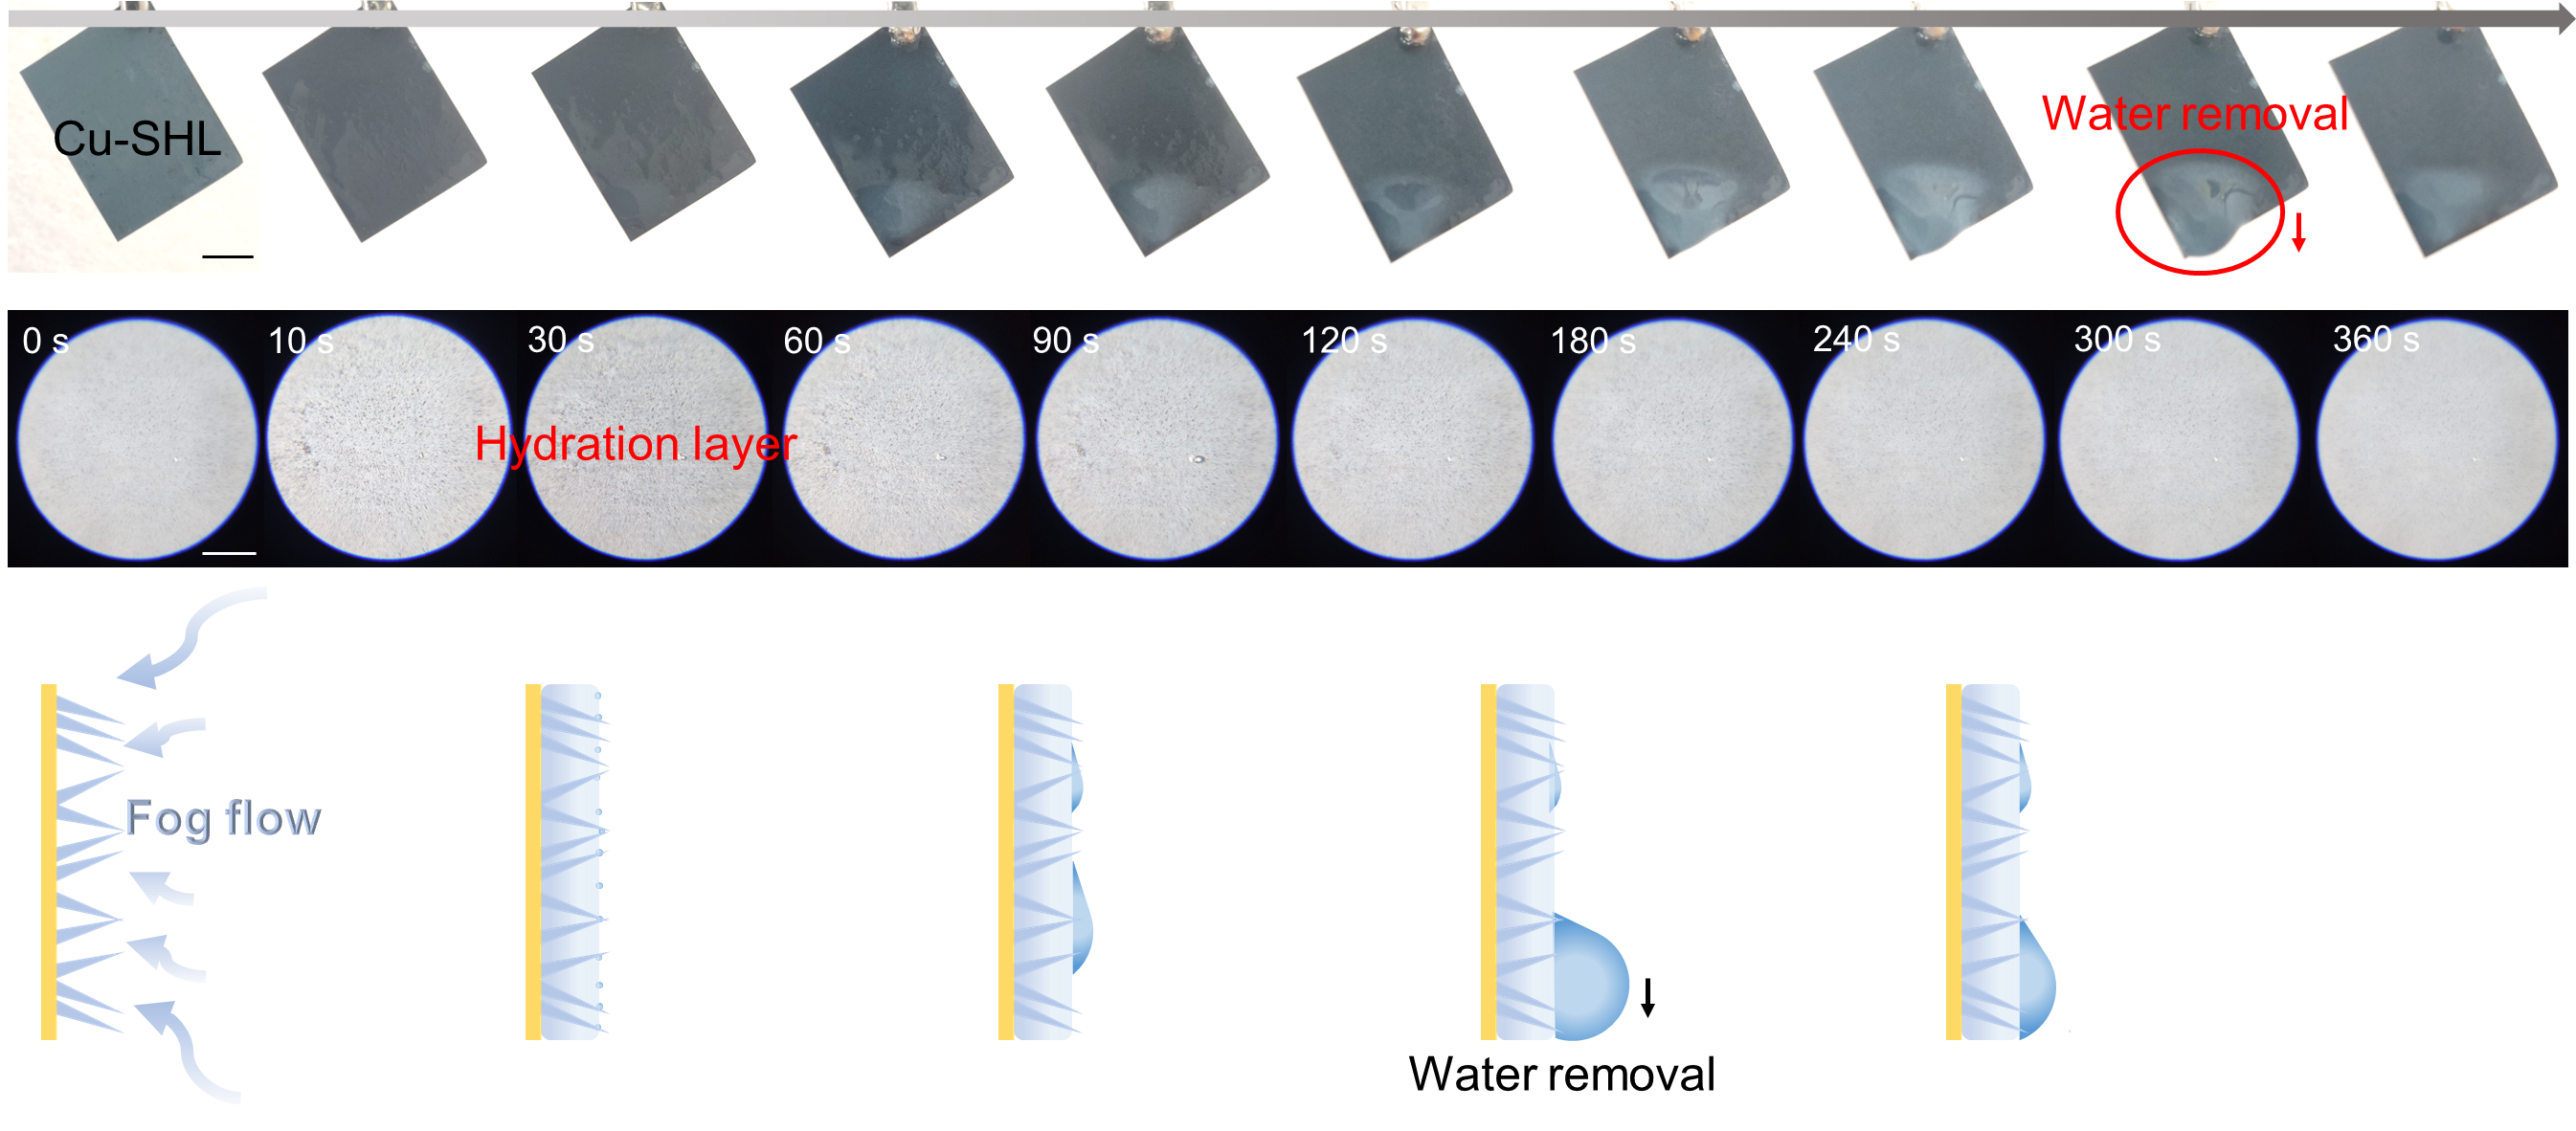 Cu-SHL
Water removal
0 s
10 s
30 s
60 s
90 s
120 s
180 s
240 s
300 s
360 s
Hydration layer
Fog flow
Water removal